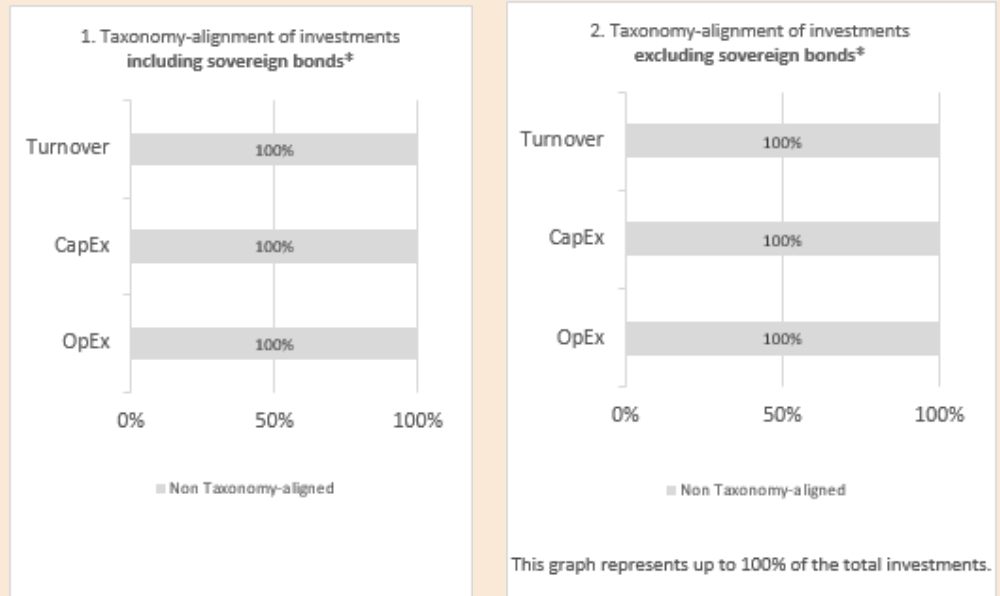 1. Taxonomy-alignment of investments
including sovereign bonds*
Turnover
100%
CapEx
100%
OpEx
100%
0%
50%
100%
Non Taxonomy-aligned
2. Taxonomy-alignment of investments
excluding sovereign bonds*
Turnover
100%
CapEx
100%
OpEx
100%
0%
50%
100%
Non Taxonomy-aligned
This graph represents up to 100% of the total investments.